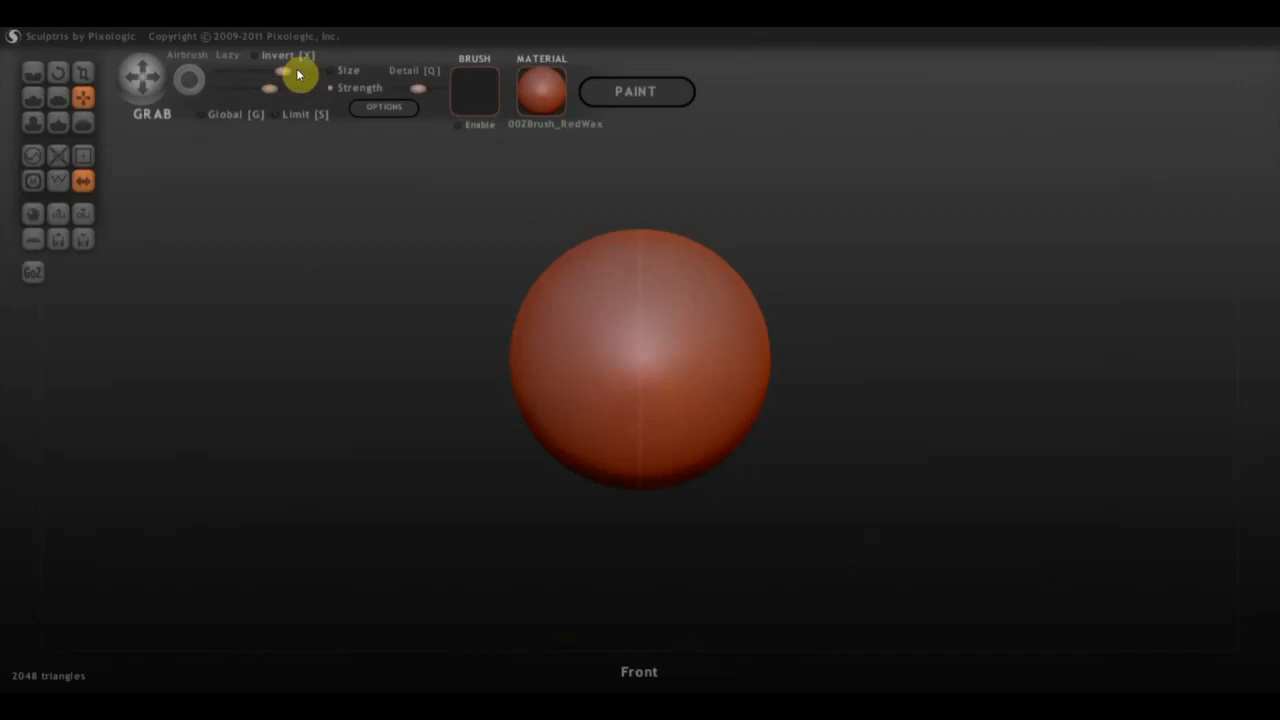 Sculptris by Pixologic Copyright © 2009-2011 Pixologic, Inc.
Airbrush Lazy Invert [X]
BRUSH MATERIAL
Size Detail [Q]
Strength
PAINT
OPTIONS
GRAB Global [G] Limit [S]
Enable 00ZBrush_RedWax
GoZ
2048 triangles
Front